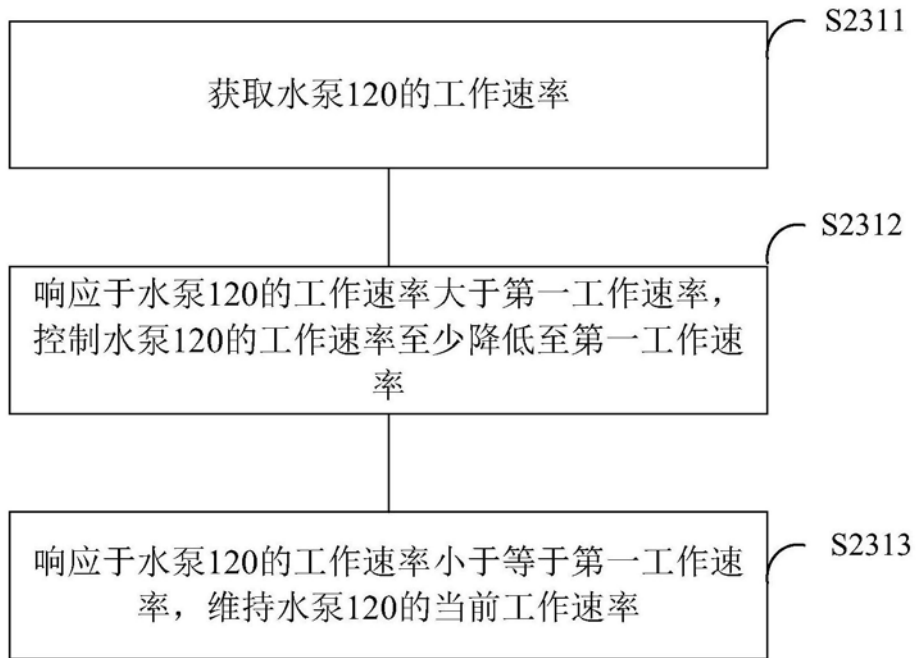 S2311
获取水泵120的工作速率
S2312
响应于水泵120的工作速率大于第一工作速率，
控制水泵120的工作速率至少降低至第一工作速
率
S2313
响应于水泵120的工作速率小于等于第一工作速
率，维持水泵120的当前工作速率